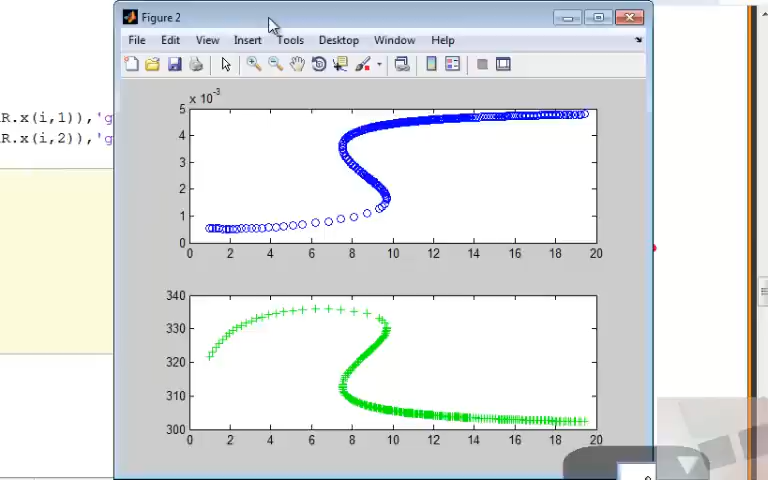 Figure 2
File Edit View Insert Tools Desktop Window Help
R.x(i,1)),'g
R.x(i,2)),'g
x 10⁻³
5
4
3
2
1
0
0 2 4 6 8 10 12 14 16 18 20
340
330
320
310
300
0 2 4 6 8 10 12 14 16 18 20